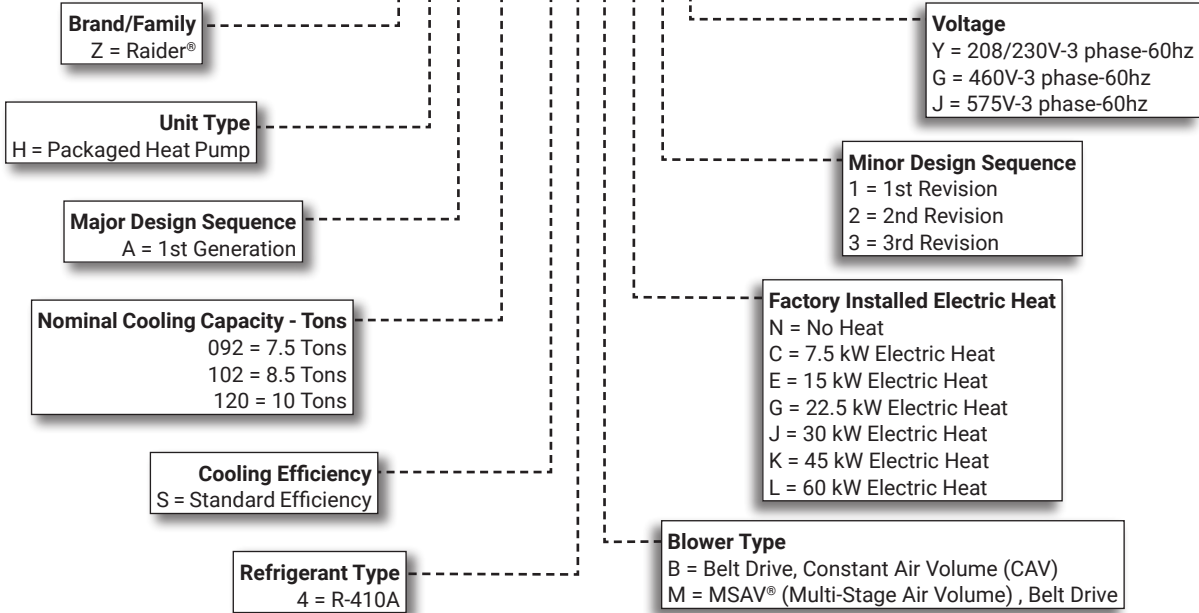 Brand/Family
Z = Raider®
Unit Type
H = Packaged Heat Pump
Major Design Sequence
A = 1st Generation
Nominal Cooling Capacity - Tons
092 = 7.5 Tons
102 = 8.5 Tons
120 = 10 Tons
Cooling Efficiency
S = Standard Efficiency
Refrigerant Type
4 = R-410A
Voltage
Y = 208/230V-3 phase-60hz
G = 460V-3 phase-60hz
J = 575V-3 phase-60hz
Minor Design Sequence
1 = 1st Revision
2 = 2nd Revision
3 = 3rd Revision
Factory Installed Electric Heat
N = No Heat
C = 7.5 kW Electric Heat
E = 15 kW Electric Heat
G = 22.5 kW Electric Heat
J = 30 kW Electric Heat
K = 45 kW Electric Heat
L = 60 kW Electric Heat
Blower Type
B = Belt Drive, Constant Air Volume (CAV)
M = MSAV® (Multi-Stage Air Volume) , Belt Drive